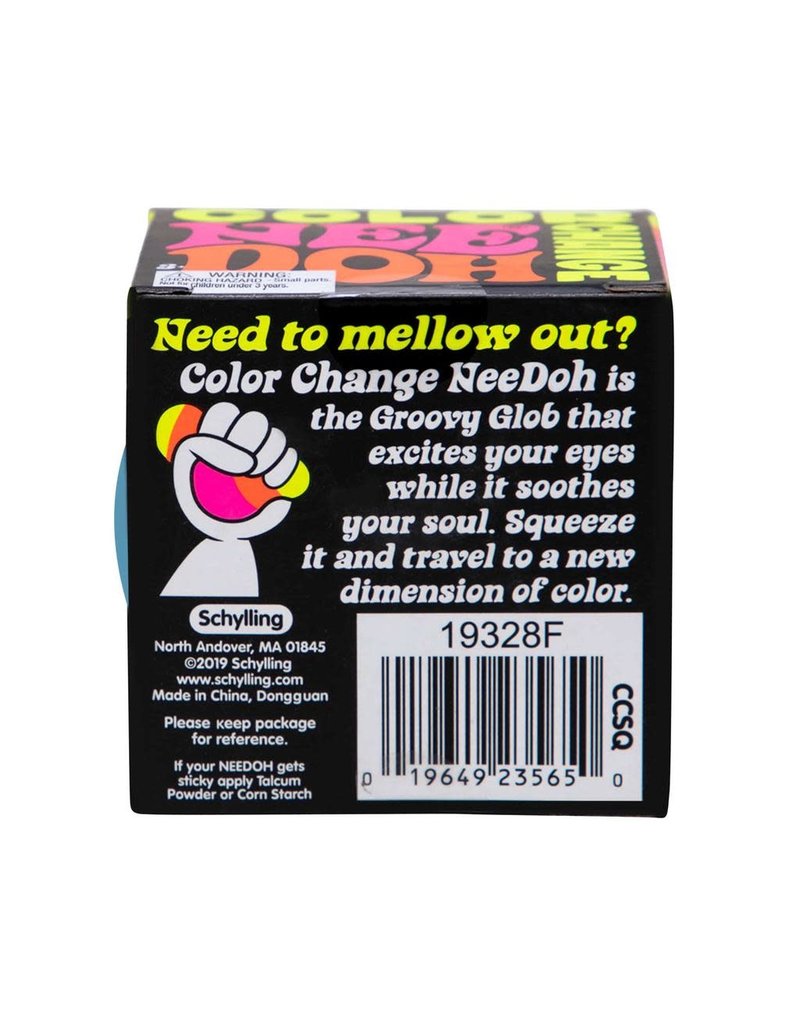 COLOR
NEE
DOH
CHANGE
WARNING:
CHOKING HAZARD - Small parts.
Not for children under 3 years.
Need to mellow out?
Color Change NeeDoh is
the Groovy Glob that
excites your eyes
while it soothes
your soul. Squeeze
it and travel to a new
dimension of color.
Schylling
North Andover, MA 01845
©2019 Schylling
www.schylling.com
Made in China, Dongguan
Please keep package
for reference.
If your NEEDOH gets
sticky apply Talcum
Powder or Corn Starch
19328F
CCSQ
0 19649 23565 0